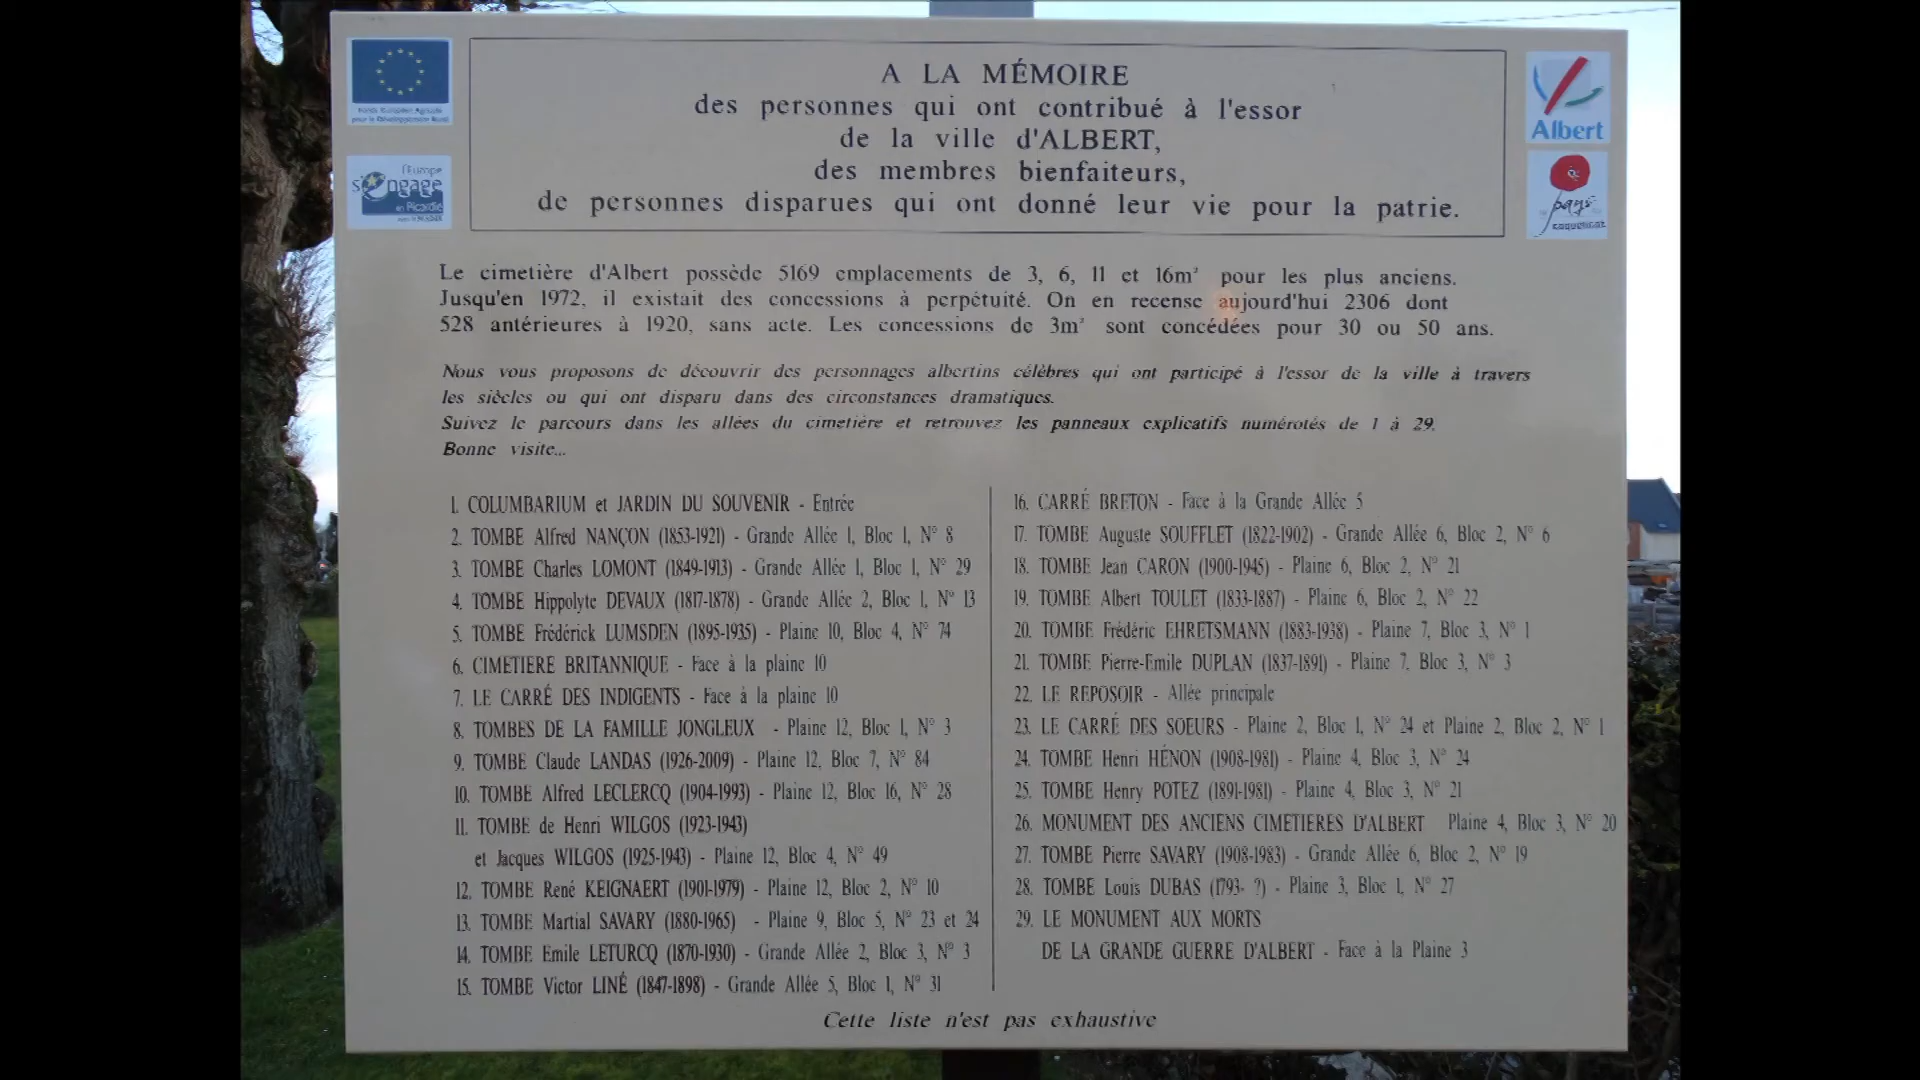 Fonds Européen Agricole
pour le Développement Rural
l'Europe
s'engage
en Picardie
Albert
pays
coquelicot
A LA MÉMOIRE
des personnes qui ont contribué à l'essor
de la ville d'ALBERT,
des membres bienfaiteurs,
de personnes disparues qui ont donné leur vie pour la patrie.
Le cimetière d'Albert possède 5169 emplacements de 3, 6, 11 et 16m² pour les plus anciens.
Jusqu'en 1972, il existait des concessions à perpétuité. On en recense aujourd'hui 2306 dont
528 antérieures à 1920, sans acte. Les concessions de 3m² sont concédées pour 30 ou 50 ans.
Nous vous proposons de découvrir des personnages albertins célèbres qui ont participé à l'essor de la ville à travers
les siècles ou qui ont disparu dans des circonstances dramatiques.
Suivez le parcours dans les allées du cimetière et retrouvez les panneaux explicatifs numérotés de 1 à 29.
Bonne visite...
1. COLUMBARIUM et JARDIN DU SOUVENIR - Entrée
2. TOMBE Alfred NANÇON (1853-1921) - Grande Allée 1, Bloc 1, N° 8
3. TOMBE Charles LOMONT (1849-1913) - Grande Allée 1, Bloc 1, N° 29
4. TOMBE Hippolyte DEVAUX (1817-1878) - Grande Allée 2, Bloc 1, N° 13
5. TOMBE Frédérick LUMSDEN (1895-1935) - Plaine 10, Bloc 4, N° 74
6. CIMETIERE BRITANNIQUE - Face à la plaine 10
7. LE CARRÉ DES INDIGENTS - Face à la plaine 10
8. TOMBES DE LA FAMILLE JONGLEUX - Plaine 12, Bloc 1, N° 3
9. TOMBE Claude LANDAS (1926-2009) - Plaine 12, Bloc 7, N° 84
10. TOMBE Alfred LECLERCQ (1904-1993) - Plaine 12, Bloc 16, N° 28
11. TOMBE de Henri WILGOS (1923-1943)
et Jacques WILGOS (1925-1943) - Plaine 12, Bloc 4, N° 49
12. TOMBE René KEIGNAERT (1901-1979) - Plaine 12, Bloc 2, N° 10
13. TOMBE Martial SAVARY (1880-1965) - Plaine 9, Bloc 5, N° 23 et 24
14. TOMBE Emile LETURCQ (1870-1930) - Grande Allée 2, Bloc 3, N° 3
15. TOMBE Victor LINÉ (1847-1898) - Grande Allée 5, Bloc 1, N° 31
16. CARRÉ BRETON - Face à la Grande Allée 5
17. TOMBE Auguste SOUFFLET (1822-1902) - Grande Allée 6, Bloc 2, N° 6
18. TOMBE Jean CARON (1900-1945) - Plaine 6, Bloc 2, N° 21
19. TOMBE Albert TOULET (1833-1887) - Plaine 6, Bloc 2, N° 22
20. TOMBE Frédéric EHRETSMANN (1883-1938) - Plaine 7, Bloc 3, N° 1
21. TOMBE Pierre-Emile DUPLAN (1837-1891) - Plaine 7, Bloc 3, N° 3
22. LE REPOSOIR - Allée principale
23. LE CARRÉ DES SOEURS - Plaine 2, Bloc 1, N° 24 et Plaine 2, Bloc 2, N° 1
24. TOMBE Henri HÉNON (1908-1981) - Plaine 4, Bloc 3, N° 24
25. TOMBE Henry POTEZ (1891-1981) - Plaine 4, Bloc 3, N° 21
26. MONUMENT DES ANCIENS CIMETIERES D'ALBERT Plaine 4, Bloc 3, N° 20
27. TOMBE Pierre SAVARY (1908-1983) - Grande Allée 6, Bloc 2, N° 19
28. TOMBE Louis DUBAS (1793- ?) - Plaine 3, Bloc 1, N° 27
29. LE MONUMENT AUX MORTS
DE LA GRANDE GUERRE D'ALBERT - Face à la Plaine 3
Cette liste n'est pas exhaustive